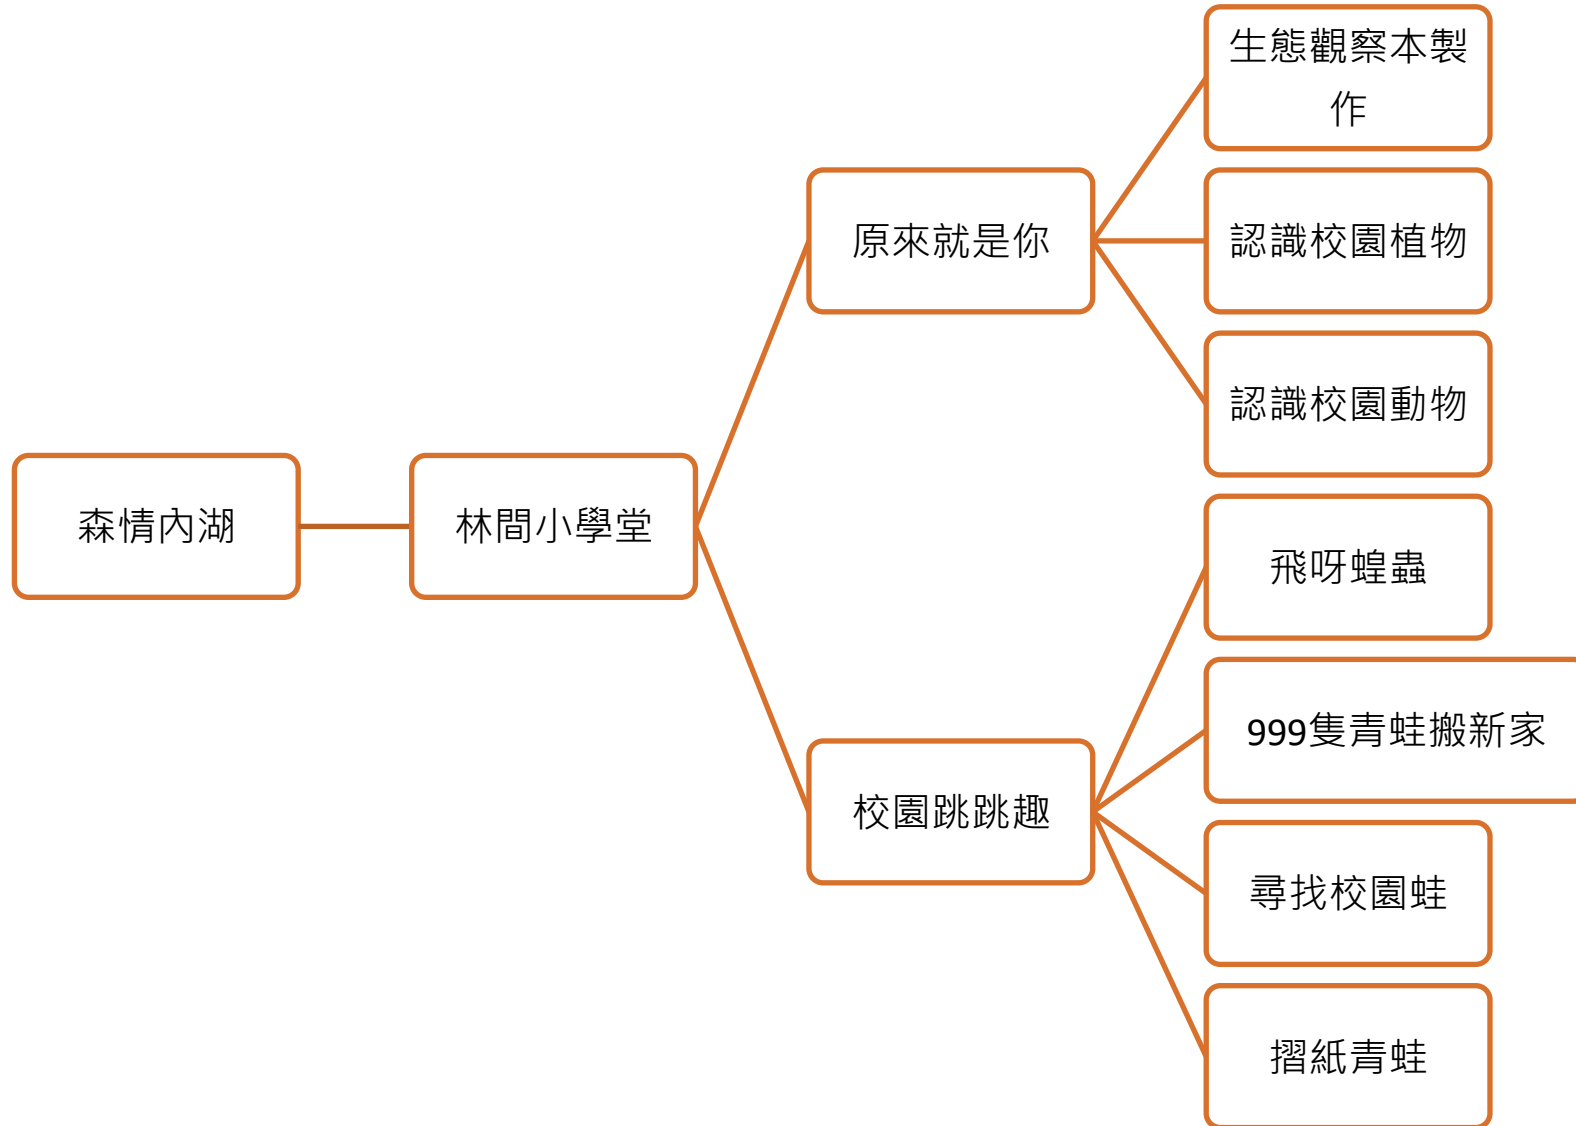 森情內湖
林間小學堂
原來就是你
生態觀察本製
作
認識校園植物
認識校園動物
校園跳跳趣
飛呀蝗蟲
999隻青蛙搬新家
尋找校園蛙
摺紙青蛙